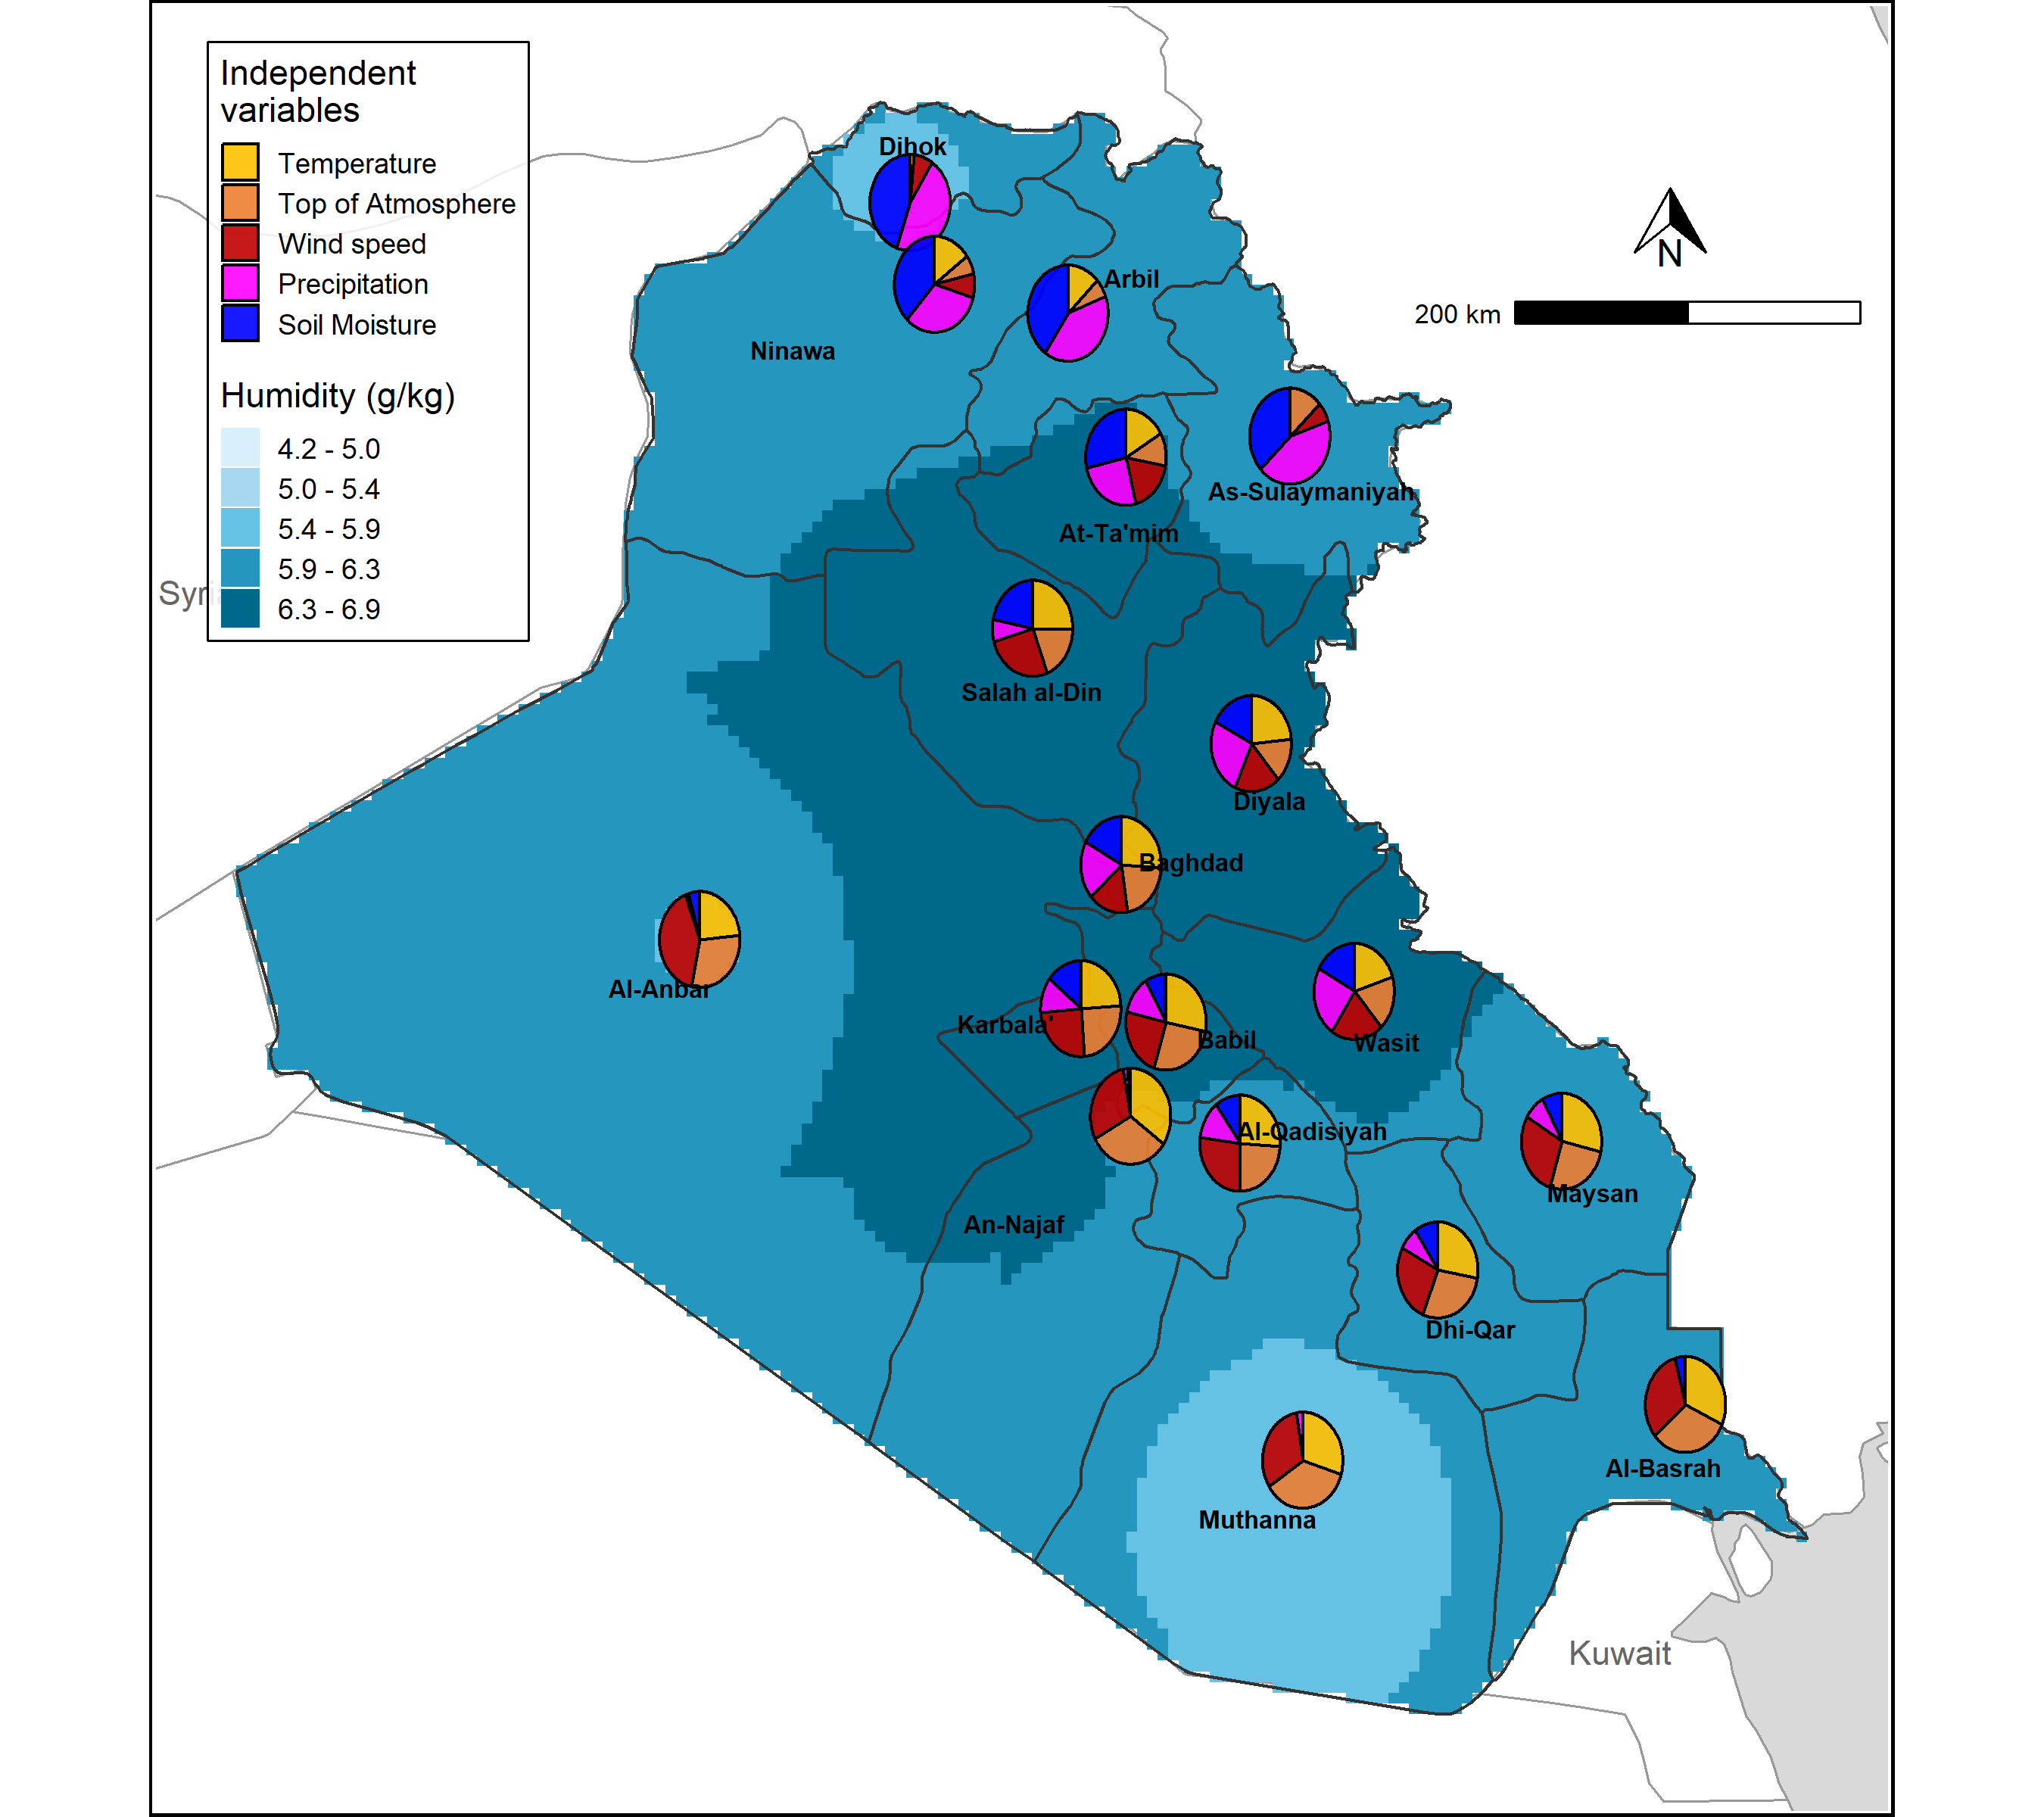 Independent
variables
Temperature
Top of Atmosphere
Wind speed
Precipitation
Soil Moisture
Humidity (g/kg)
4.2 - 5.0
5.0 - 5.4
5.4 - 5.9
5.9 - 6.3
6.3 - 6.9
Syria
N
200 km
Dihok
Arbil
Ninawa
As-Sulaymaniyah
At-Ta'mim
Salah al-Din
Diyala
Baghdad
Al-Anbar
Karbala'
Babil
Wasit
Al-Qadisiyah
Maysan
An-Najaf
Dhi-Qar
Al-Basrah
Muthanna
Kuwait